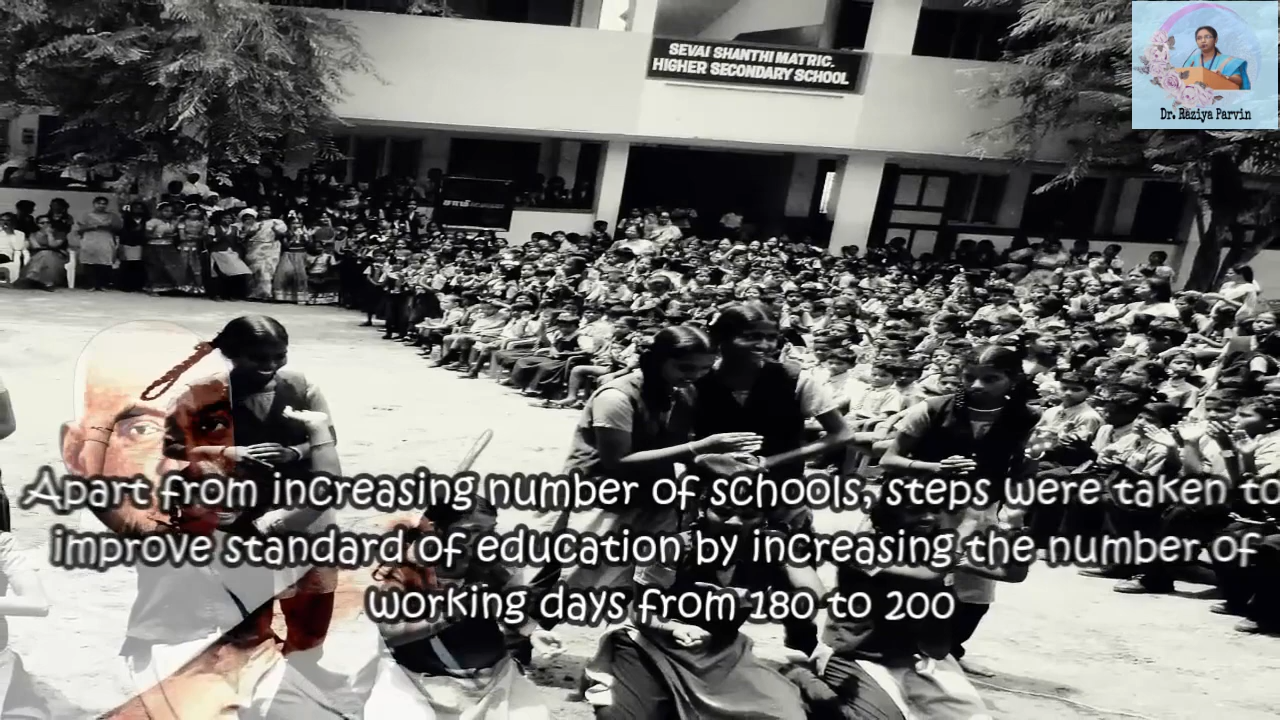 SEVAI SHANTHI MATRIC.
HIGHER SECONDARY SCHOOL
Dr. Raziya Parvin
Apart from increasing number of schools, steps were taken to
improve standard of education by increasing the number of
working days from 180 to 200